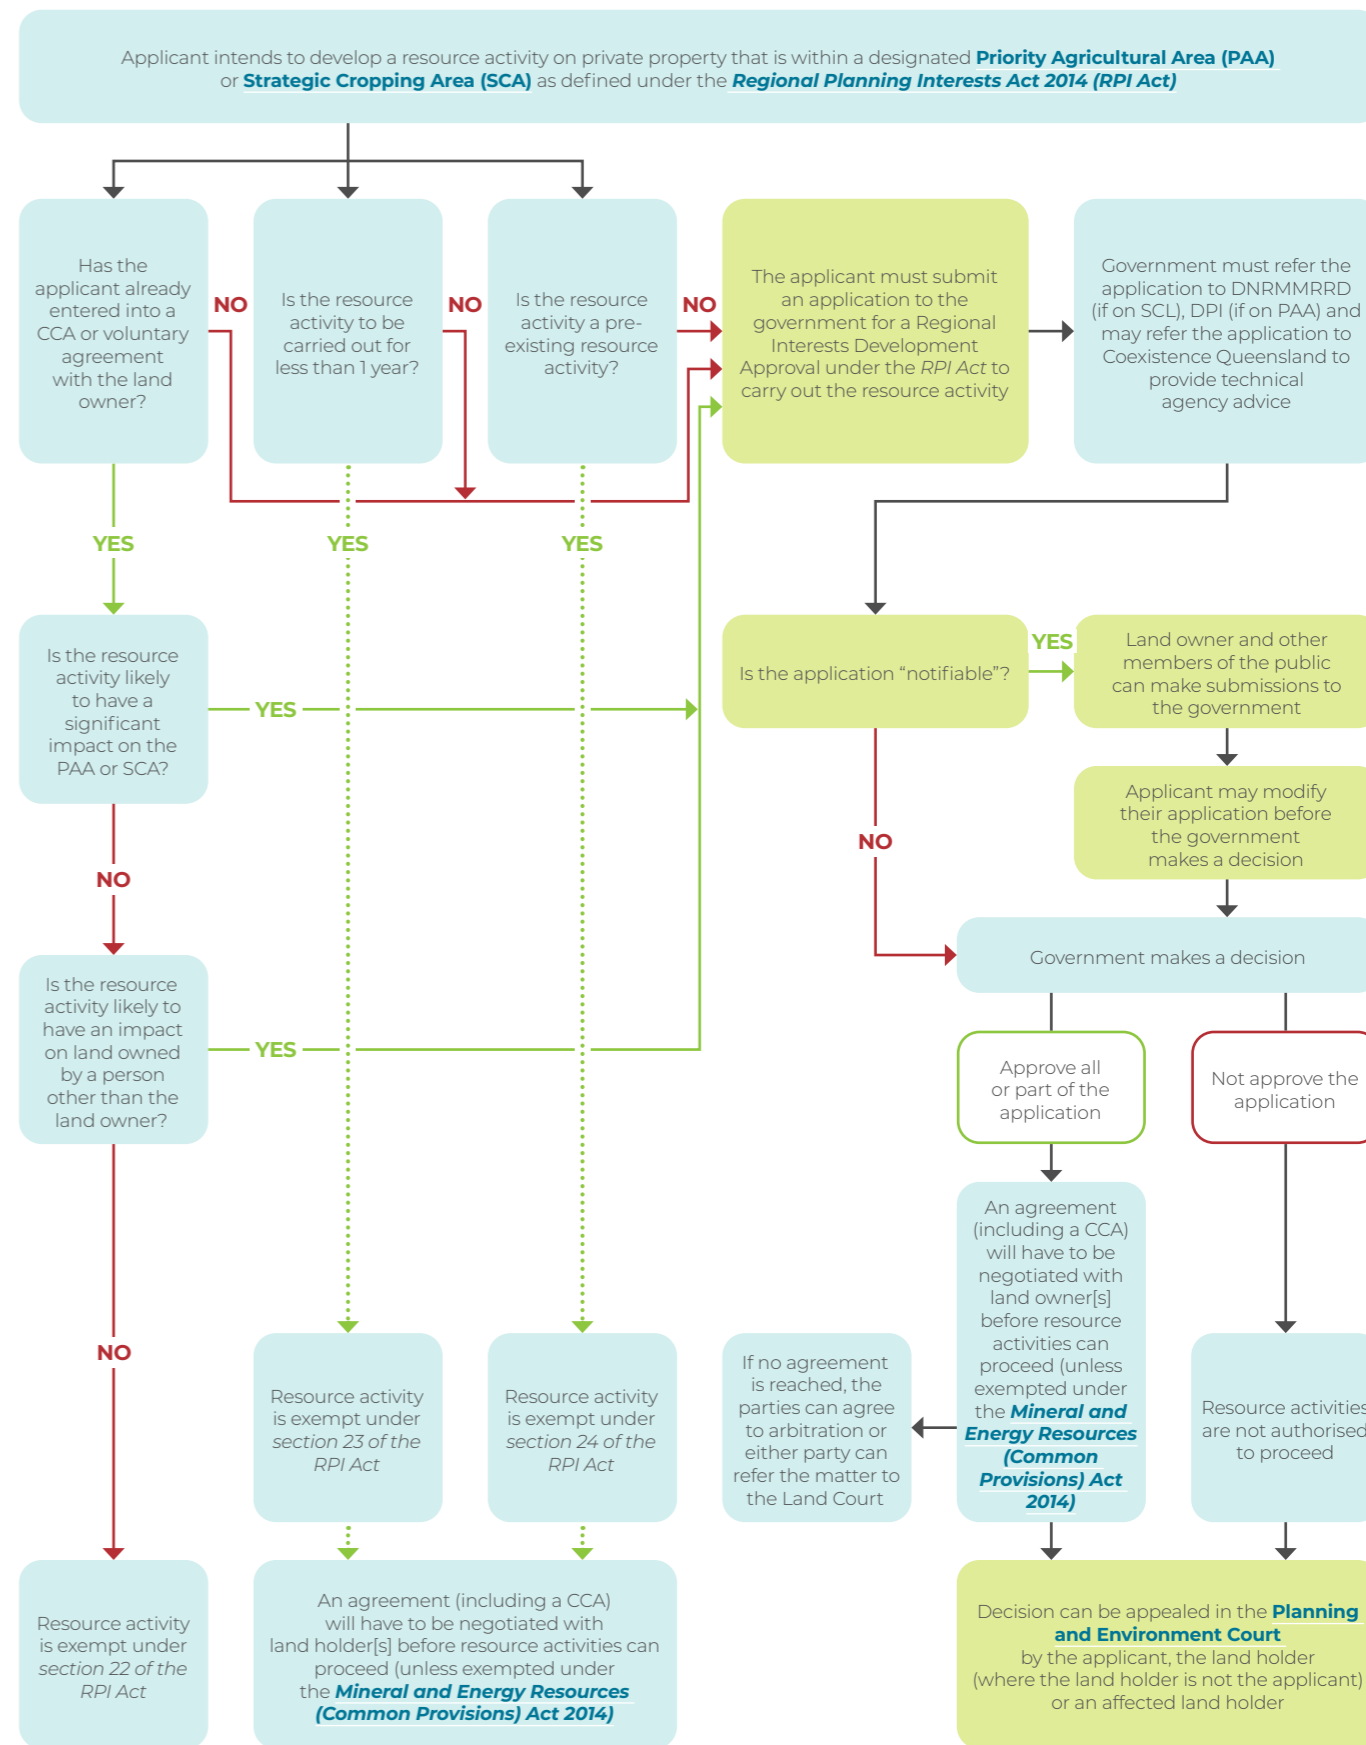 Applicant intends to develop a resource activity on private property that is within a designated Priority Agricultural Area (PAA)
or Strategic Cropping Area (SCA) as defined under the Regional Planning Interests Act 2014 (RPI Act)
Has the
applicant already
entered into a
CCA or voluntary
agreement
with the land
owner?
NO
Is the resource
activity to be
carried out for
less than 1 year?
NO
Is the resource
activity a pre-
existing resource
activity?
NO
The applicant must submit
an application to the
government for a Regional
Interests Development
Approval under the RPI Act to
carry out the resource activity
Government must refer the
application to DNRMMRRD
(if on SCL), DPI (if on PAA) and
may refer the application to
Coexistence Queensland to
provide technical
agency advice
YES
YES
YES
Is the resource
activity likely
to have a
significant
impact on the
PAA or SCA?
YES
Is the application “notifiable”?
YES
Land owner and other
members of the public
can make submissions to
the government
Applicant may modify
their application before
the government
makes a decision
NO
NO
Is the resource
activity likely to
have an impact
on land owned
by a person
other than the
land owner?
YES
Government makes a decision
Approve all
or part of the
application
Not approve the
application
NO
An agreement
(including a CCA)
will have to be
negotiated with
land owner[s]
before resource
activities can
proceed (unless
exempted under
the Mineral and
Energy Resources
(Common
Provisions) Act
2014)
If no agreement
is reached, the
parties can agree
to arbitration or
either party can
refer the matter to
the Land Court
Resource activities
are not authorised
to proceed
Resource activity
is exempt under
section 23 of the
RPI Act
Resource activity
is exempt under
section 24 of the
RPI Act
Resource activity
is exempt under
section 22 of the
RPI Act
An agreement (including a CCA)
will have to be negotiated with
land holder[s] before resource activities can
proceed (unless exempted under
the Mineral and Energy Resources
(Common Provisions) Act 2014)
Decision can be appealed in the Planning
and Environment Court
by the applicant, the land holder
(where the land holder is not the applicant)
or an affected land holder